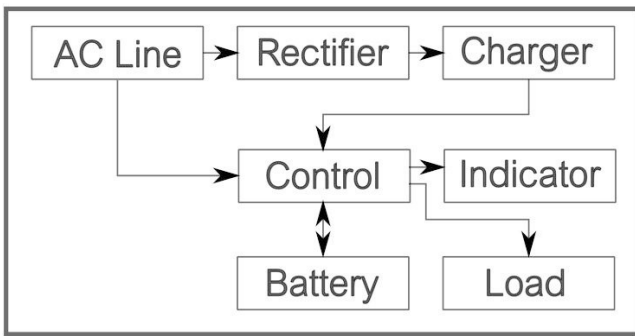 AC Line
Rectifier
Charger
Control
Indicator
Battery
Load